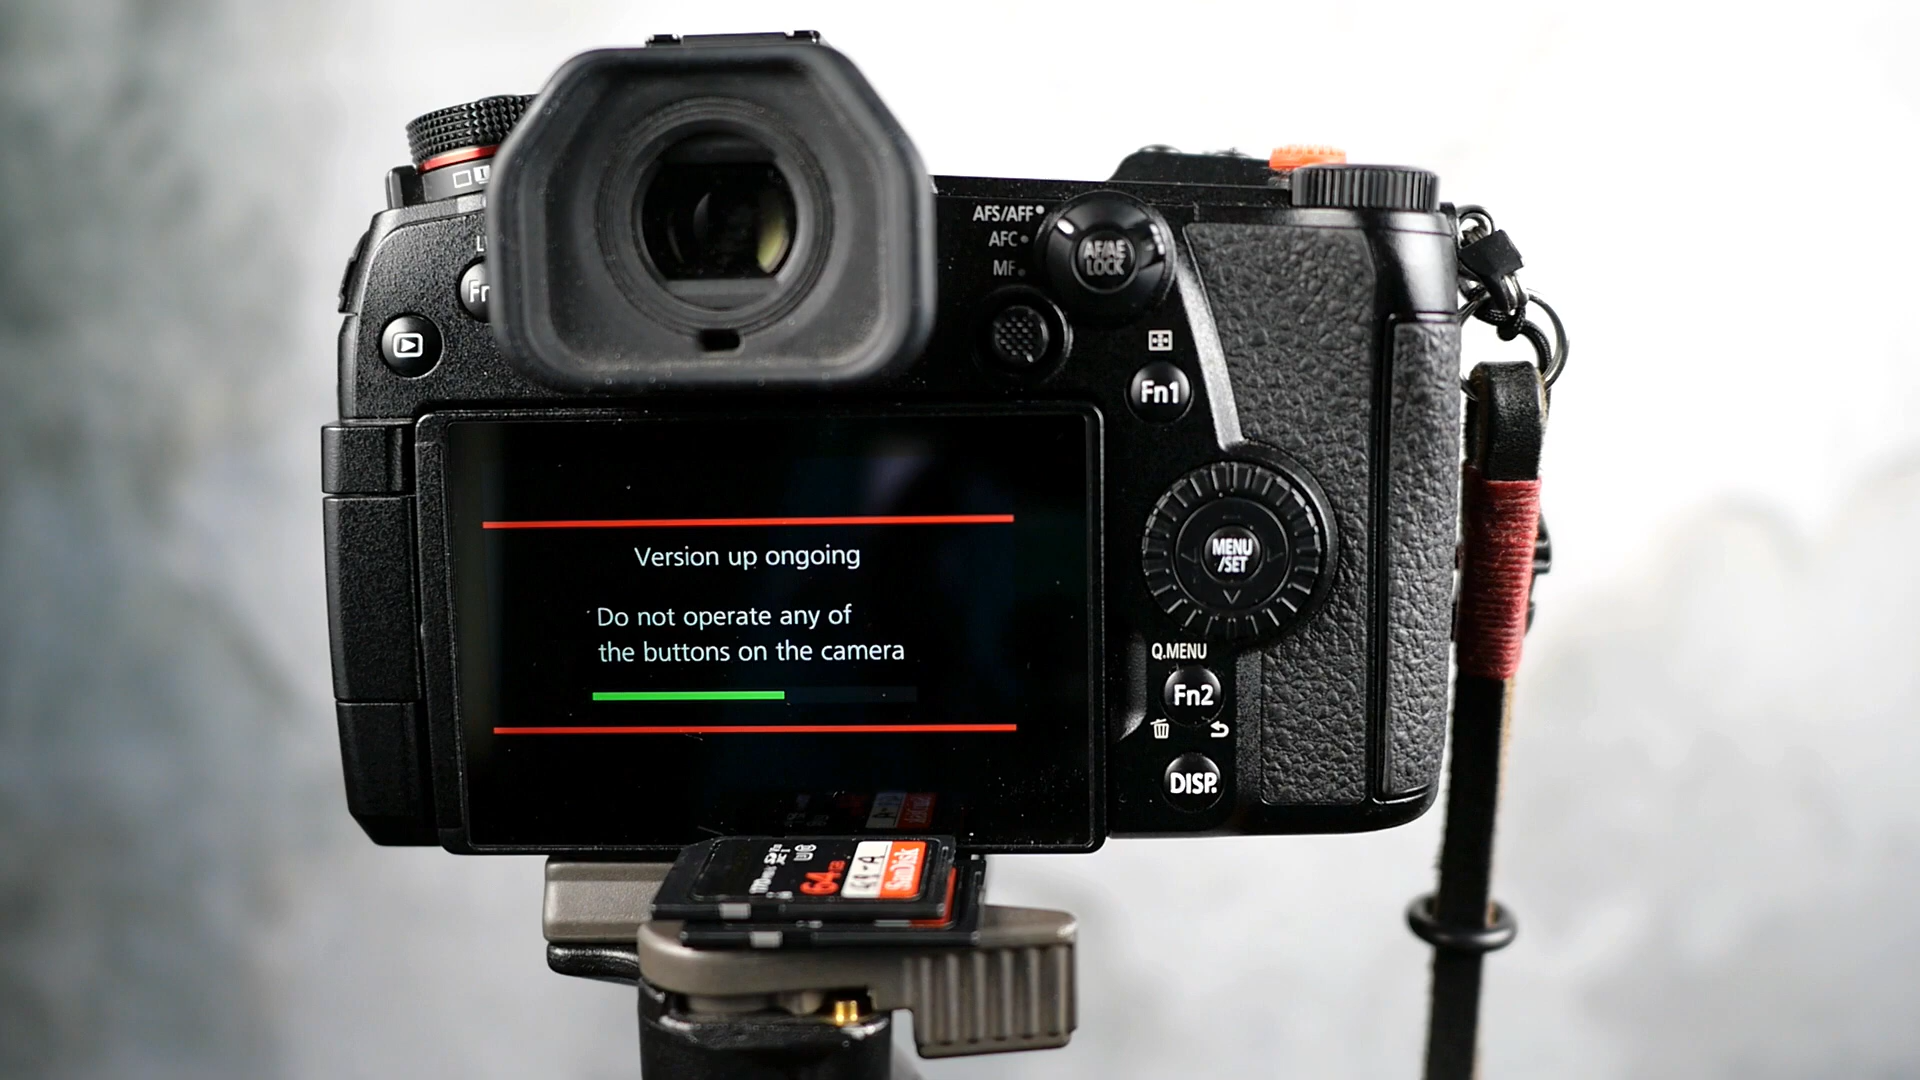 AFS/AFF
AFC
MF
AF/AE
LOCK
Fn1
Version up ongoing
Do not operate any of
the buttons on the camera
MENU
/SET
Q.MENU
Fn2
DISP.
64
SanDisk